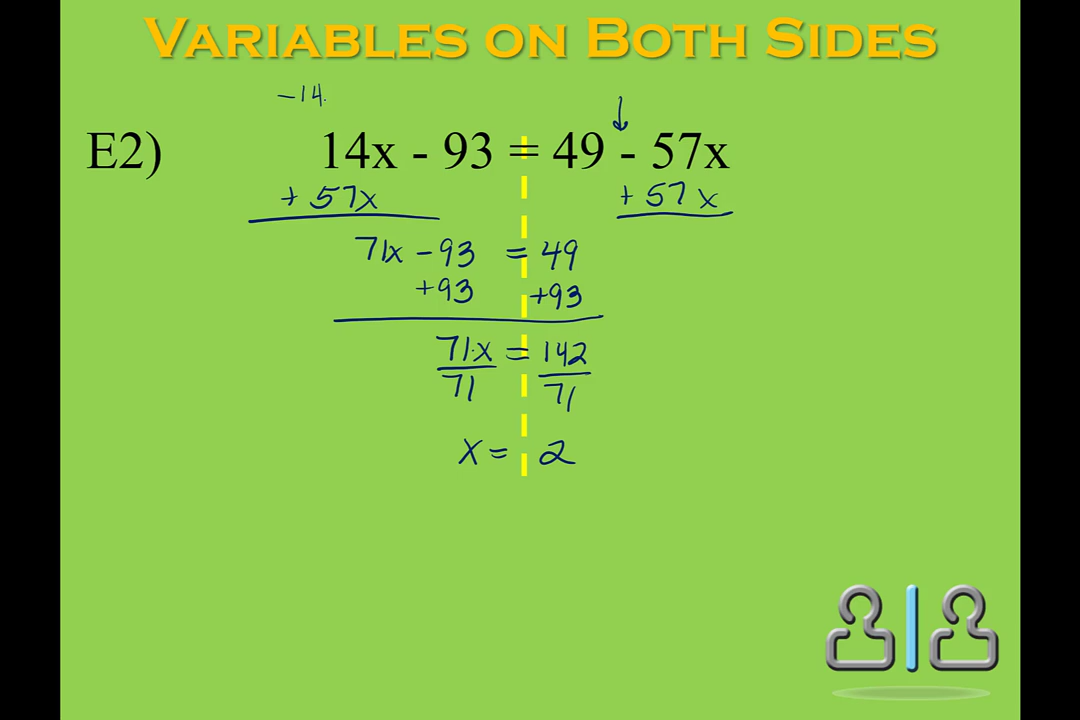 VARIABLES ON BOTH SIDES
-14.
E2) 14x - 93 = 49 - 57x
+ 57x + 57x
71x - 93 = 49
+93 +93
71·x = 142
71 71
x = 2